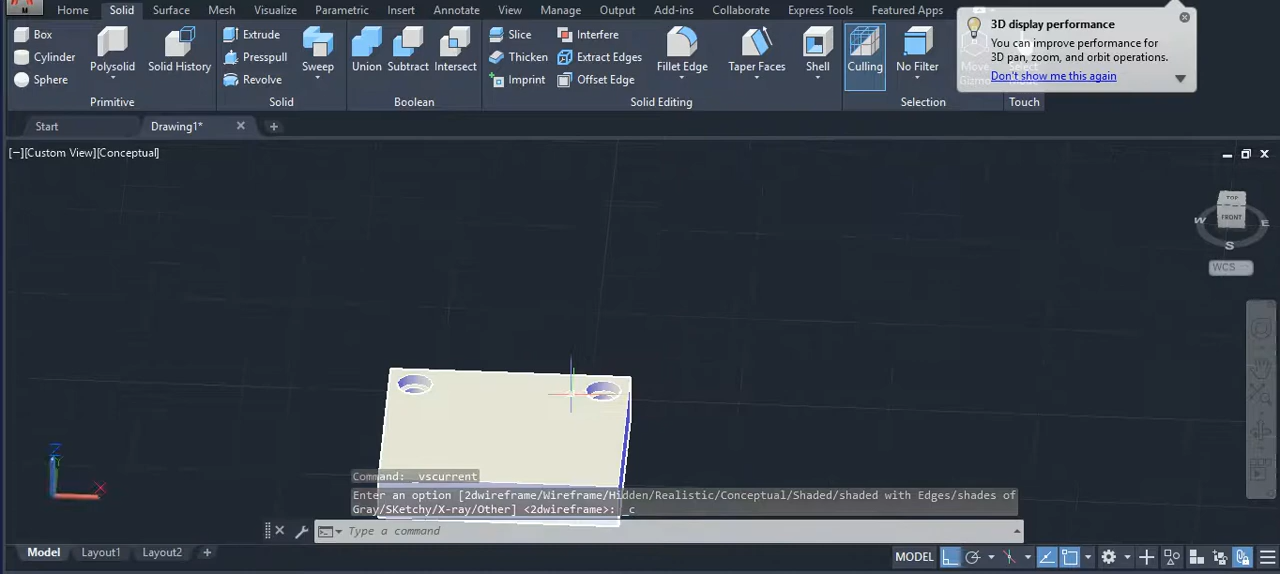 Home Solid Surface Mesh Visualize Parametric Insert Annotate View Manage Output Add-ins Collaborate Express Tools Featured Apps
Box
Cylinder
Sphere
Primitive
Polysolid
Solid History
Extrude
Presspull
Revolve
Sweep
Solid
Union
Subtract
Intersect
Boolean
Slice
Thicken
Imprint
Interfere
Extract Edges
Offset Edge
Fillet Edge
Taper Faces
Shell
Solid Editing
Culling
No Filter
Selection
Touch
3D display performance
You can improve performance for
3D pan, zoom, and orbit operations.
Don't show me this again
Start
Drawing1*
[−][Custom View][Conceptual]
TOP
FRONT
W
E
S
WCS
Z
Y
X
Command: _vscurrent
Enter an option [2dwireframe/Wireframe/Hidden/Realistic/Conceptual/Shaded/shaded with Edges/shades of
Gray/SKetchy/X-ray/Other] <2dwireframe>: _c
Type a command
Model Layout1 Layout2
MODEL